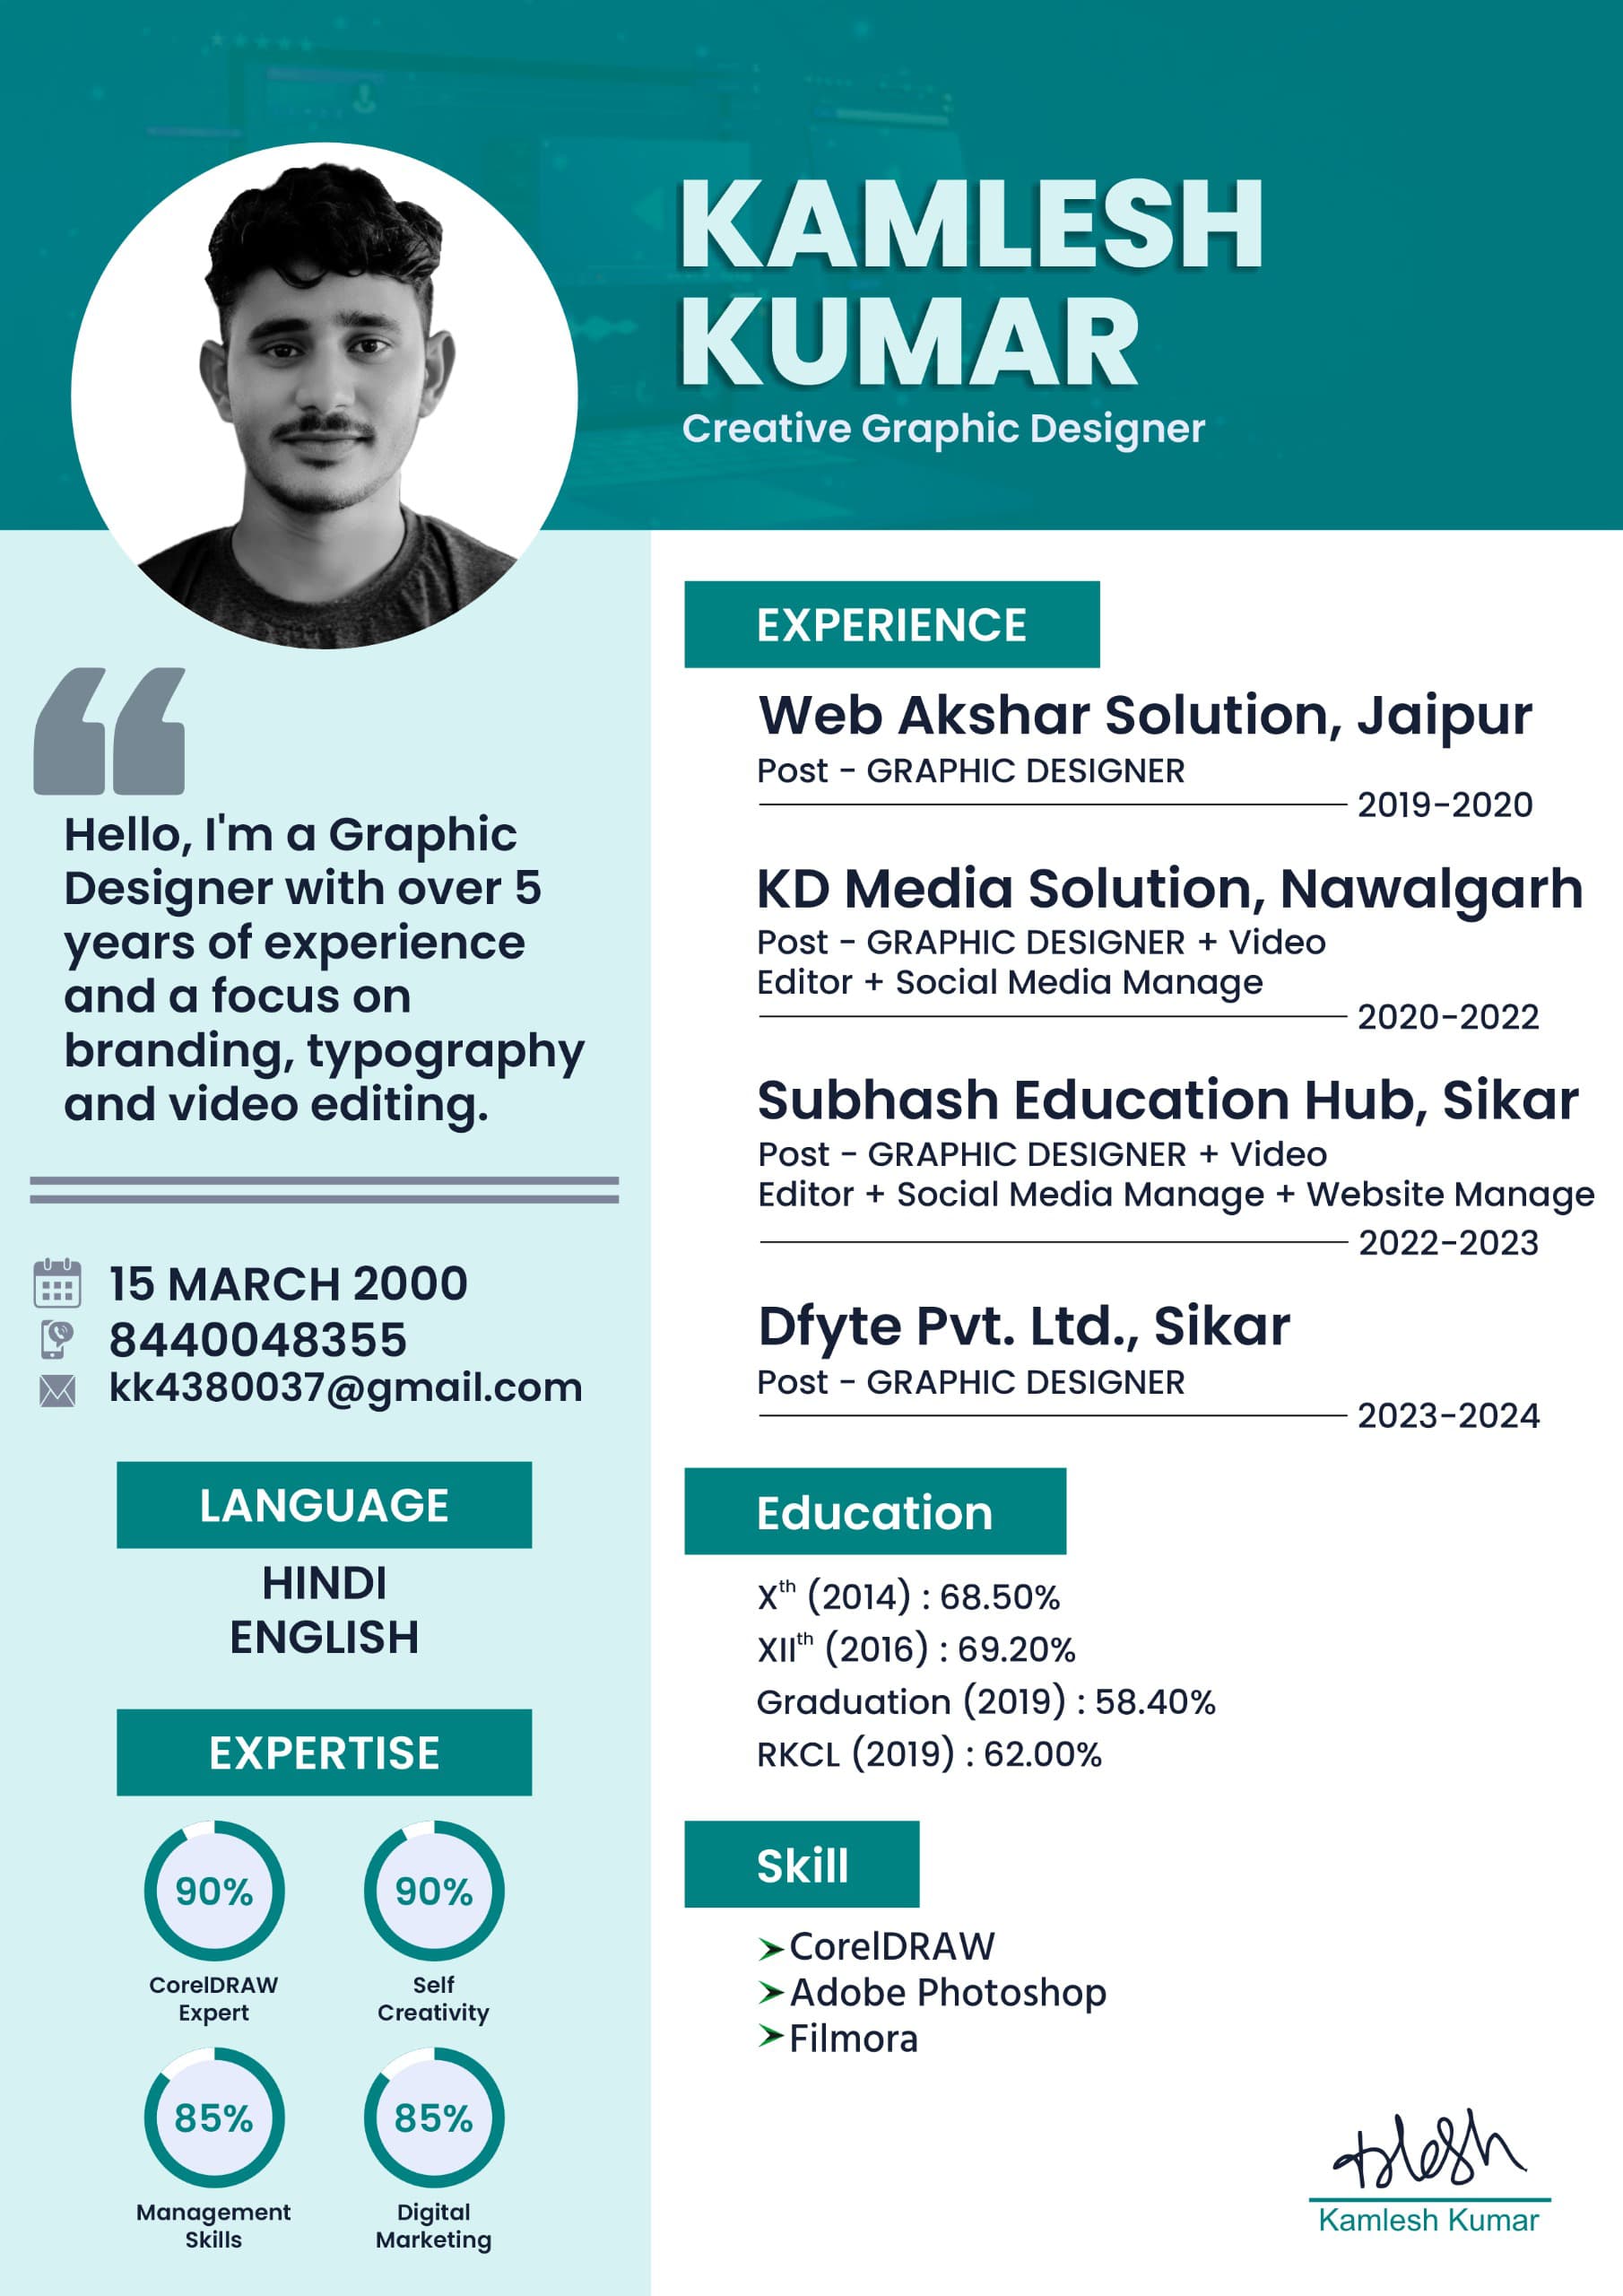 KAMLESH
KUMAR
Creative Graphic Designer
Hello, I'm a Graphic
Designer with over 5
years of experience
and a focus on
branding, typography
and video editing.
15 MARCH 2000
8440048355
kk4380037@gmail.com
LANGUAGE
HINDI
ENGLISH
EXPERTISE
90%
CorelDRAW
Expert
90%
Self
Creativity
85%
Management
Skills
85%
Digital
Marketing
EXPERIENCE
Web Akshar Solution, Jaipur
Post - GRAPHIC DESIGNER
2019-2020
KD Media Solution, Nawalgarh
Post - GRAPHIC DESIGNER + Video
Editor + Social Media Manage
2020-2022
Subhash Education Hub, Sikar
Post - GRAPHIC DESIGNER + Video
Editor + Social Media Manage + Website Manage
2022-2023
Dfyte Pvt. Ltd., Sikar
Post - GRAPHIC DESIGNER
2023-2024
Education
Xth (2014) : 68.50%
XIIth (2016) : 69.20%
Graduation (2019) : 58.40%
RKCL (2019) : 62.00%
Skill
➤CorelDRAW
➤Adobe Photoshop
➤Filmora
Kamlesh Kumar